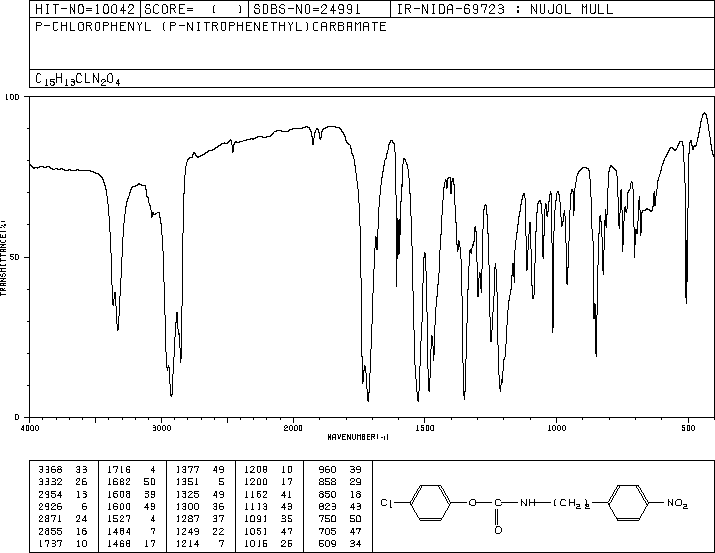 HIT-NO=10042 SCORE= ( ) SDBS-NO=24991 IR-NIDA-69723 : NUJOL MULL
P-CHLOROPHENYL (P-NITROPHENETHYL)CARBAMATE
C15H13CLN2O4
100
50
0
TRANSMITTANCE(%)
4000 3000 2000 1500 1000 500
WAVENUMBER(-1)
3368 33 1716 4 1377 49 1208 10 960 39
3332 26 1682 50 1351 5 1200 17 858 29
2954 13 1608 39 1325 49 1162 41 850 18
2926 6 1600 49 1300 36 1113 43 823 43
2871 24 1527 4 1287 37 1091 35 750 50
2855 16 1484 7 1249 22 1051 47 705 47
1737 10 1468 17 1214 7 1016 26 509 34
Cl O C NH (CH2)2 NO2
O